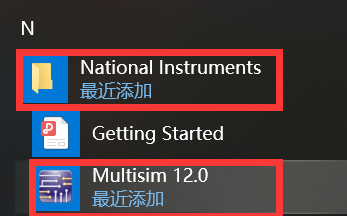 N
National Instruments
最近添加
Getting Started
Multisim 12.0
最近添加